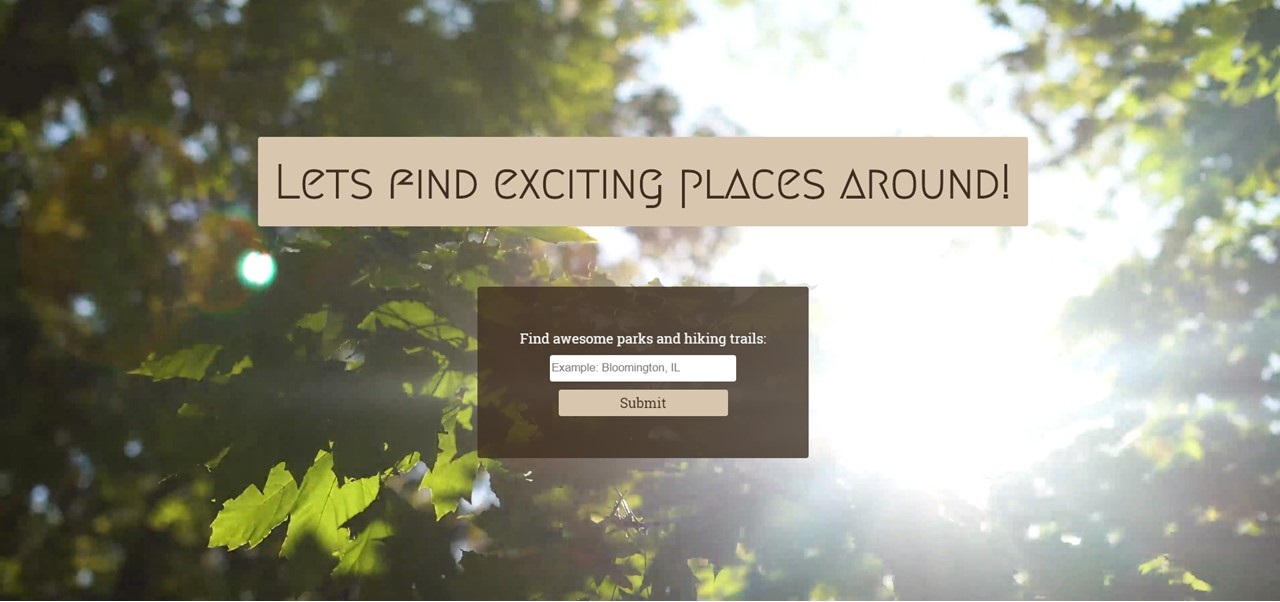 Lets find exciting places around!
Find awesome parks and hiking trails:
Example: Bloomington, IL
Submit